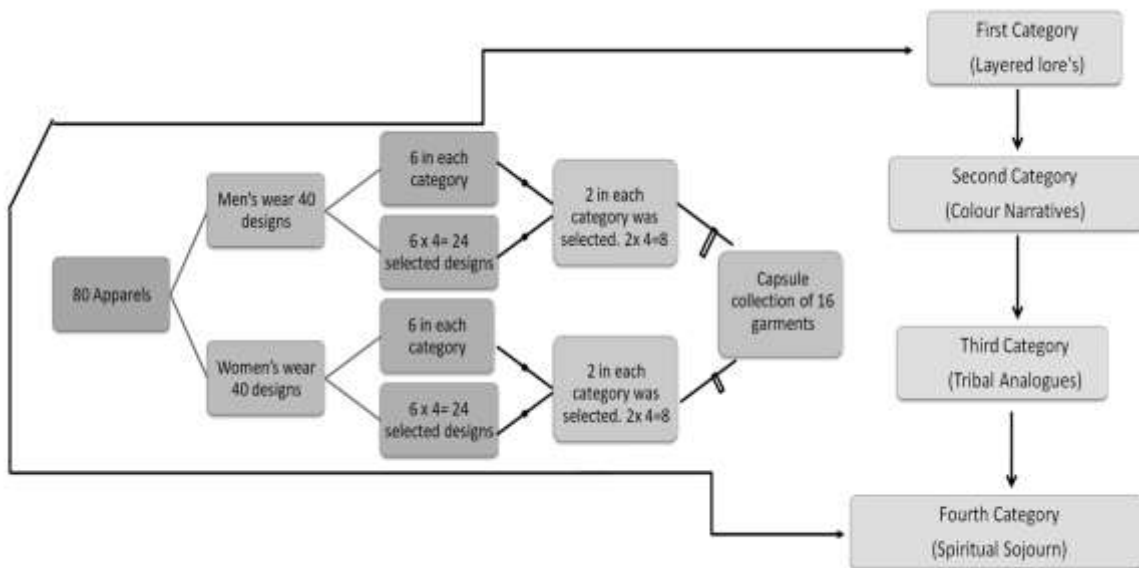 80 Apparels
Men's wear 40
designs
Women's wear
40 designs
6 in each
category
6 x 4= 24
selected designs
6 in each
category
6 x 4= 24
selected designs
2 in each
category was
selected. 2x 4=8
2 in each
category was
selected. 2x 4=8
Capsule
collection of 16
garments
First Category
(Layered lore's)
Second Category
(Colour Narratives)
Third Category
(Tribal Analogues)
Fourth Category
(Spiritual Sojourn)